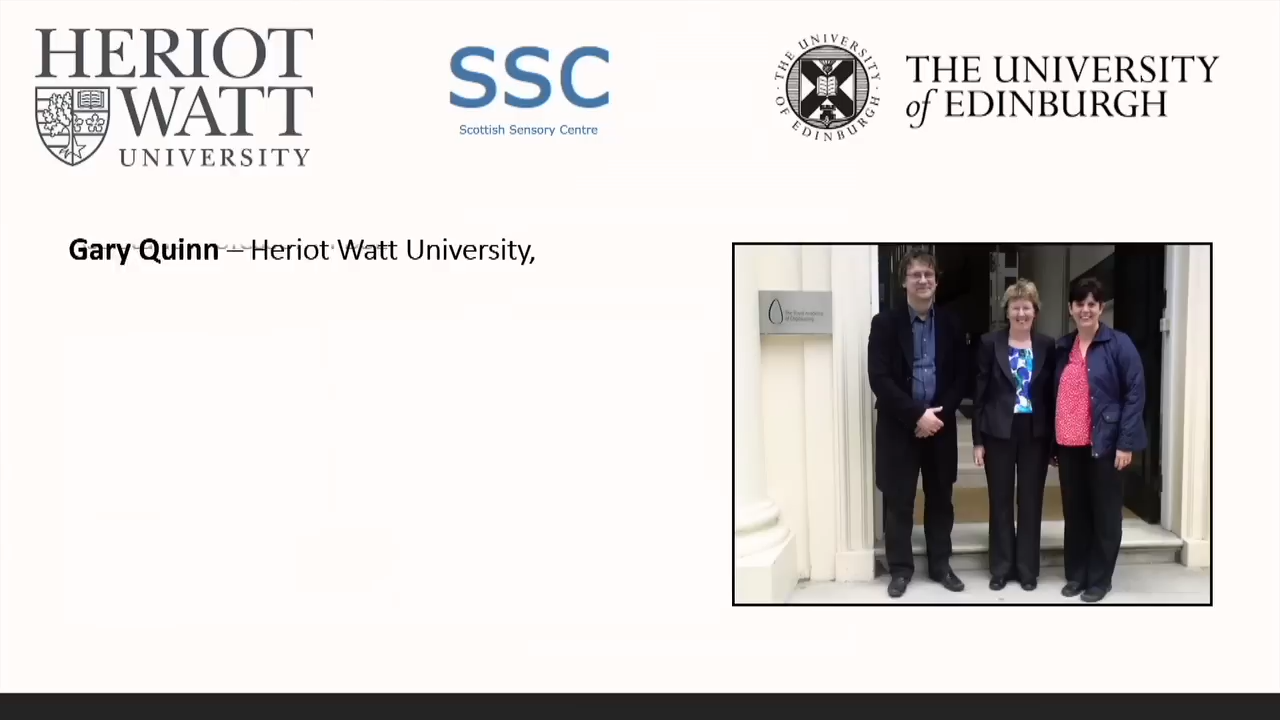 HERIOT
WATT
UNIVERSITY
SSC
Scottish Sensory Centre
THE UNIVERSITY OF EDINBURGH
THE UNIVERSITY
of EDINBURGH
Gary Quinn – Heriot Watt University,